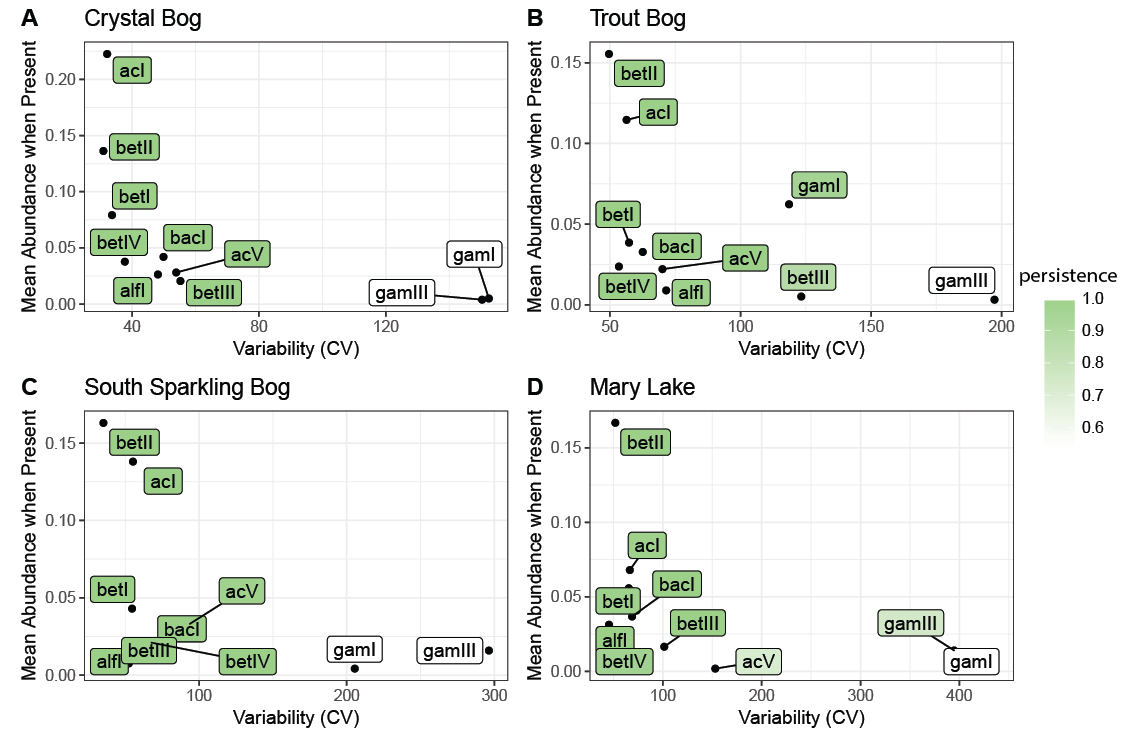 A Crystal Bog
Mean Abundance when Present
0.20
0.15
0.10
0.05
0.00
acI
betII
betI
betIV
bacI
acV
alfI
betIII
gamI
gamIII
40 80 120
Variability (CV)
B Trout Bog
Mean Abundance when Present
0.15
0.10
0.05
0.00
betII
acI
gamI
betI
bacI
acV
betIV
alfI
betIII
gamIII
50 100 150 200
Variability (CV)
persistence
1.0
0.9
0.8
0.7
0.6
C South Sparkling Bog
Mean Abundance when Present
0.15
0.10
0.05
0.00
betII
acI
betI
acV
bacI
betIII
alfI
betIV
gamI
gamIII
100 200 300
Variability (CV)
D Mary Lake
Mean Abundance when Present
0.15
0.10
0.05
0.00
betII
acI
bacI
betI
betIII
gamIII
alfI
betIV
acV
gamI
100 200 300 400
Variability (CV)